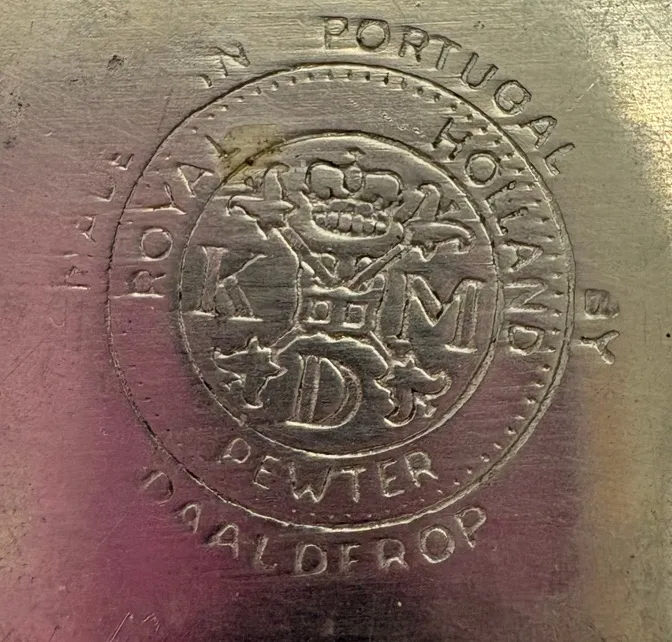 MADE IN PORTUGAL BY
DAALDEROP
ROYAL HOLLAND
PEWTER
K M
D